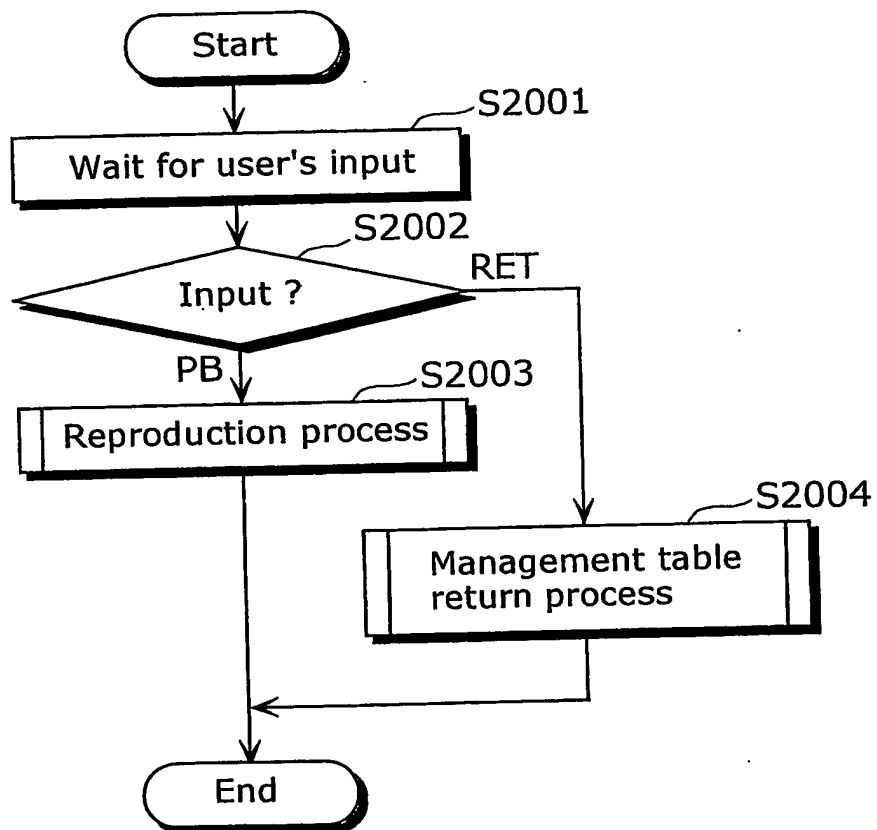 Start
S2001
Wait for user's input
S2002
Input ?
RET
PB
S2003
Reproduction process
S2004
Management table
return process
End